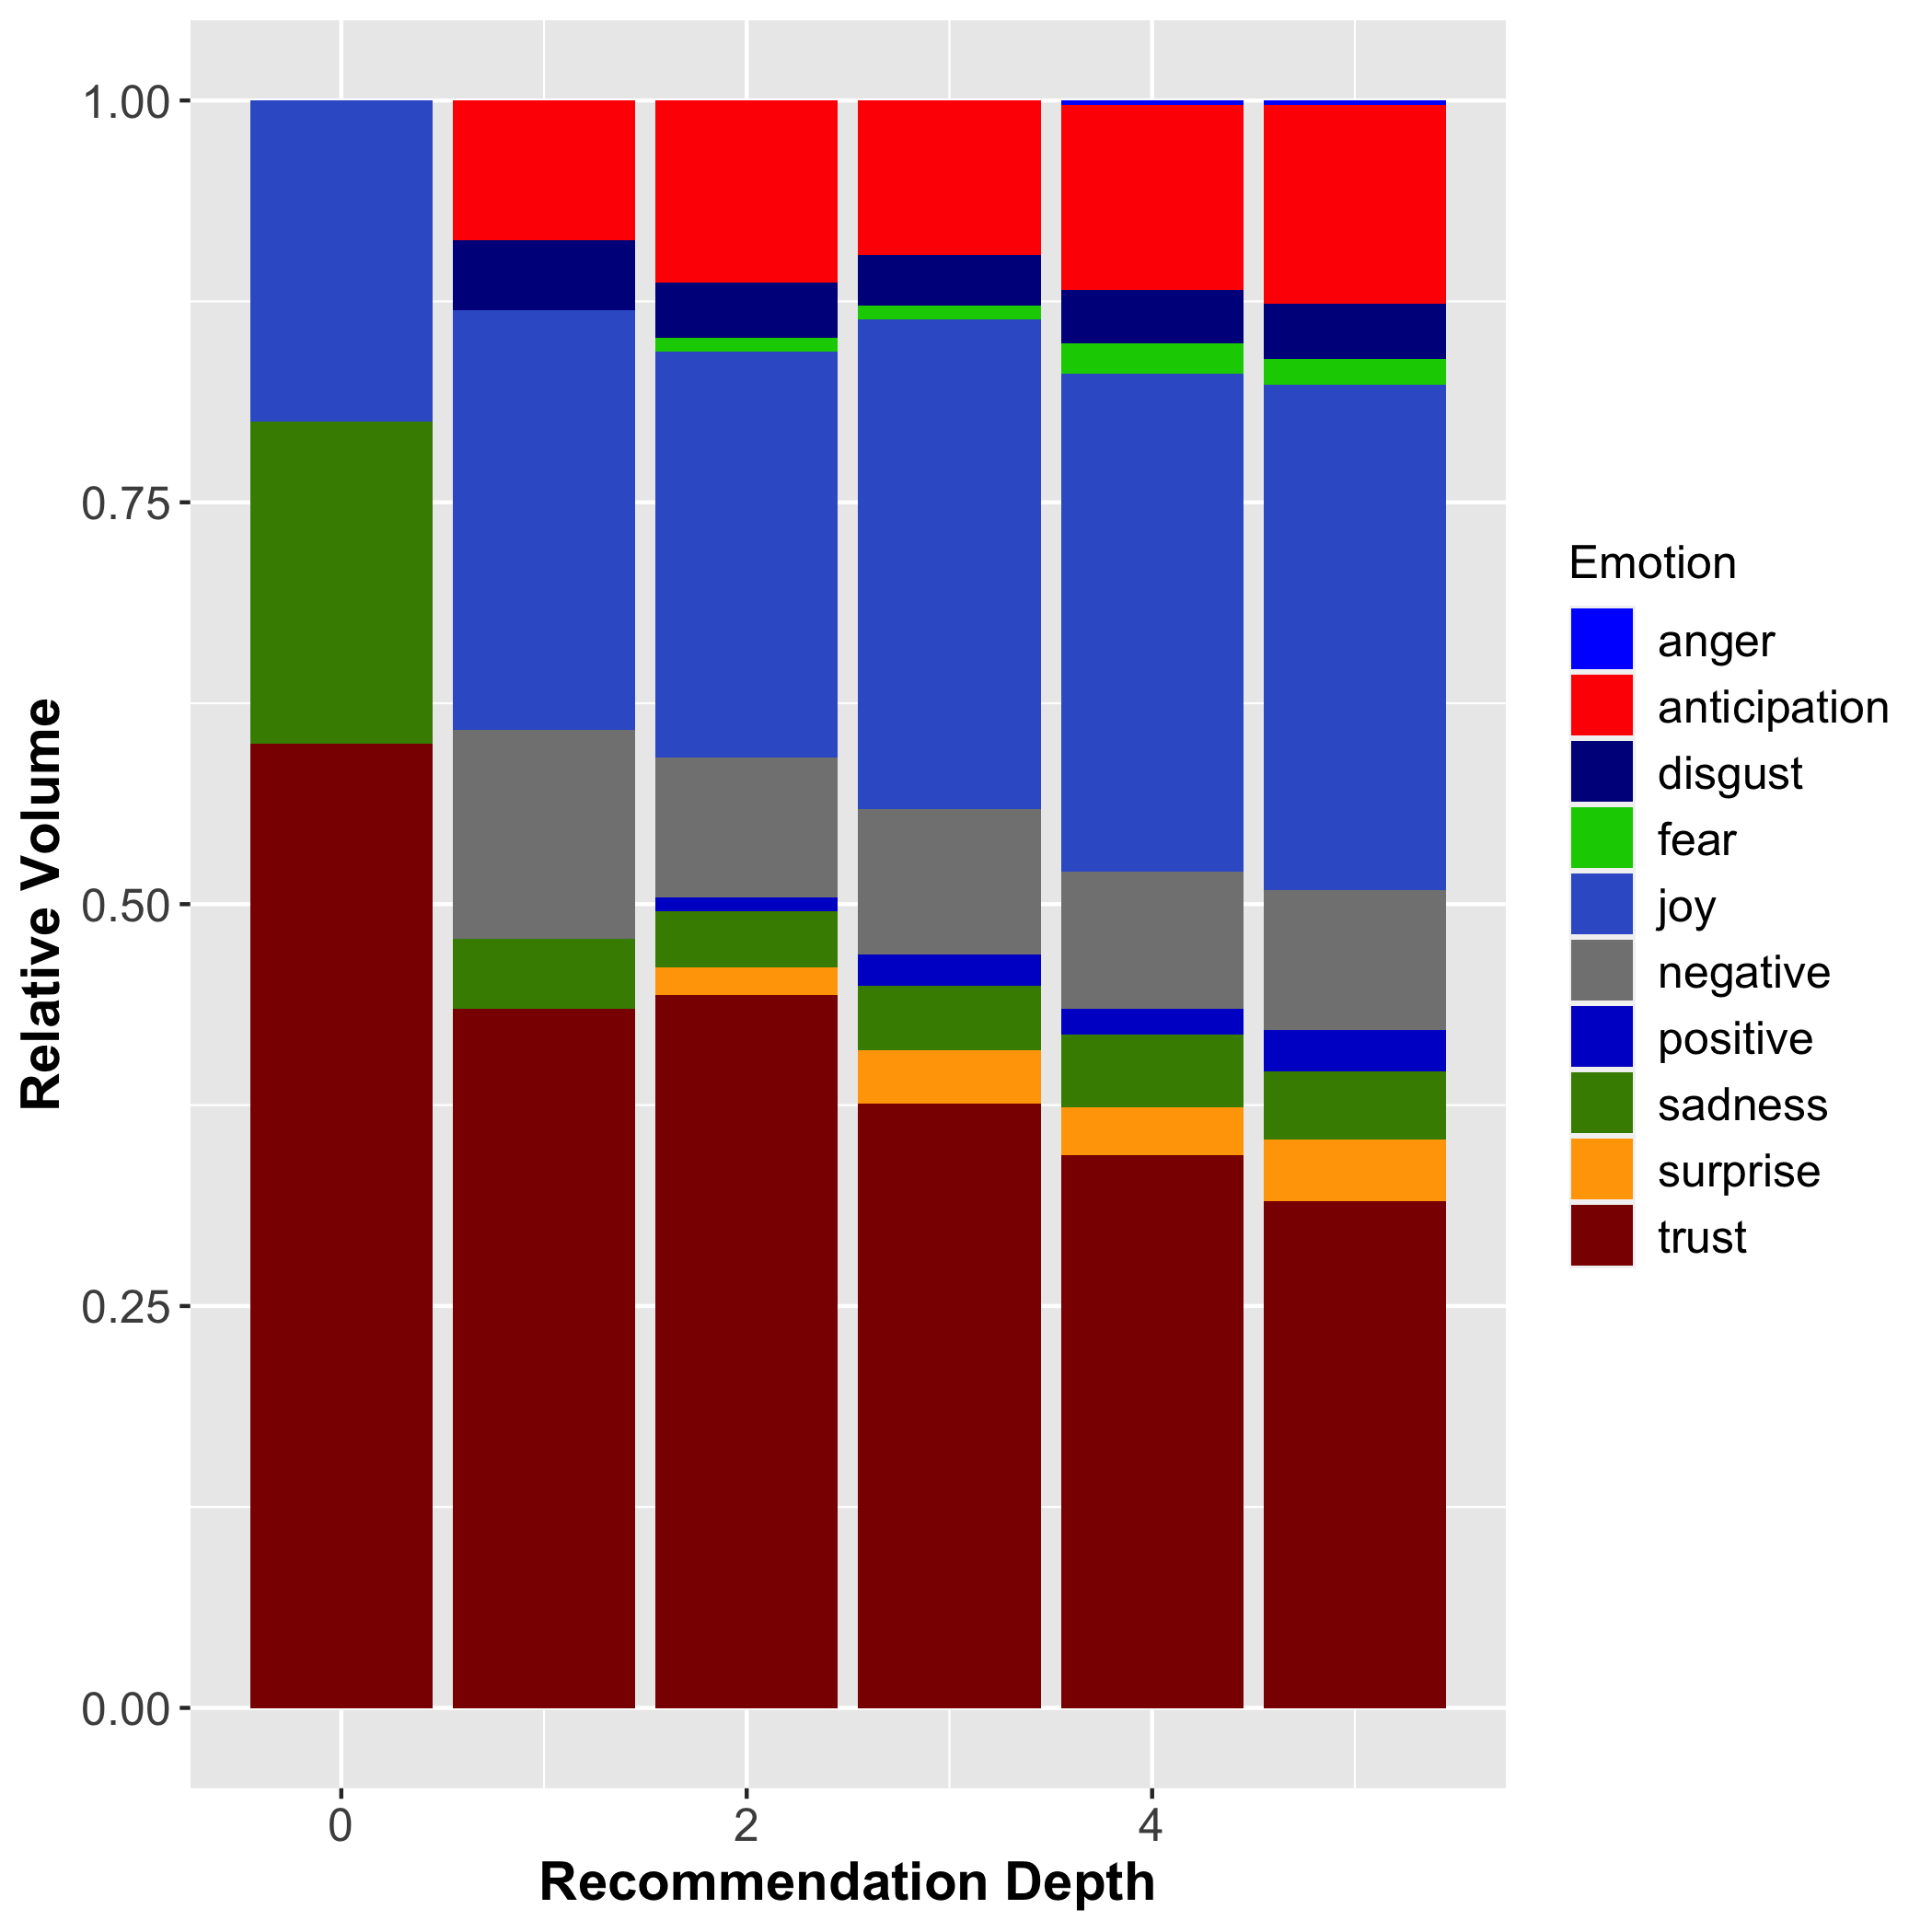 Relative Volume
1.00
0.75
0.50
0.25
0.00
0
2
4
Recommendation Depth
Emotion
anger
anticipation
disgust
fear
joy
negative
positive
sadness
surprise
trust